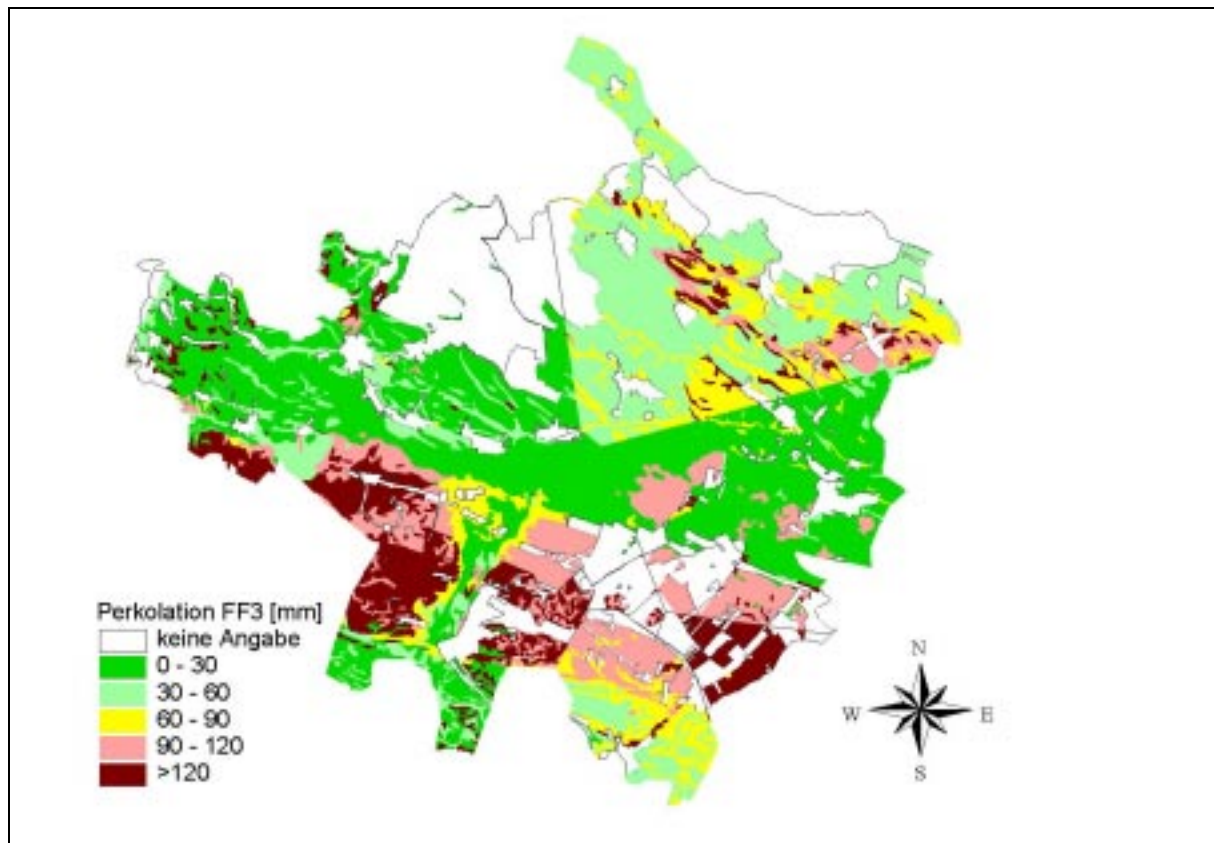 Perkolation FF3 [mm]
keine Angabe
0 - 30
30 - 60
60 - 90
90 - 120
>120
N
W E
S